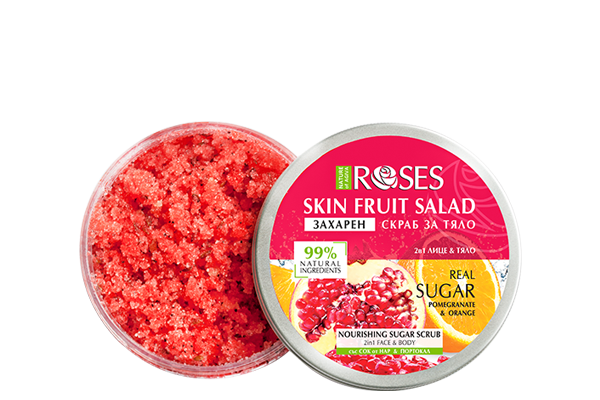 NATURE of AGIVA
ROSES
SKIN FRUIT SALAD
ЗАХАРЕН СКРАБ ЗА ТЯЛО
2в1 ЛИЦЕ & ТЯЛО
99%
NATURAL
INGREDIENTS
REAL
SUGAR
POMEGRANATE
& ORANGE
NOURISHING SUGAR SCRUB
2in1 FACE & BODY
със СОК от НАР & ПОРТОКАЛ